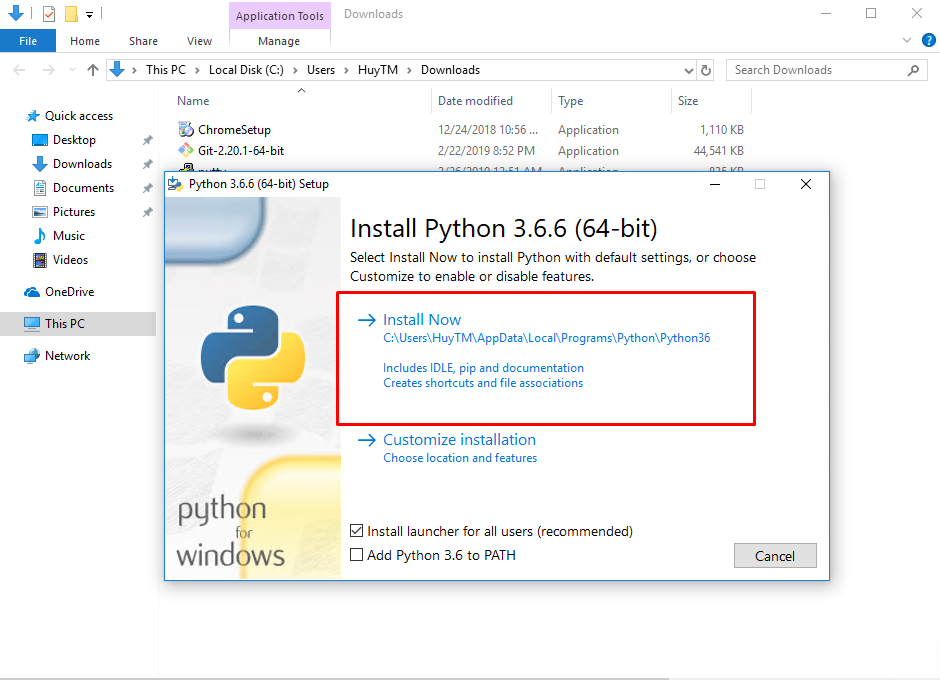 Application Tools
Downloads
File
Home
Share
View
Manage
This PC
Local Disk (C:)
Users
HuyTM
Downloads
Search Downloads
Quick access
Desktop
Downloads
Documents
Pictures
Music
Videos
OneDrive
This PC
Network
Name
Date modified
Type
Size
ChromeSetup 12/24/2018 10:56 ... Application 1,110 KB
Git-2.20.1-64-bit 2/22/2019 8:52 PM Application 44,541 KB
Python 3.6.6 (64-bit) Setup
Install Python 3.6.6 (64-bit)
Select Install Now to install Python with default settings, or choose
Customize to enable or disable features.
Install Now
C:\Users\HuyTM\AppData\Local\Programs\Python\Python36
Includes IDLE, pip and documentation
Creates shortcuts and file associations
Customize installation
Choose location and features
python
for
windows
Install launcher for all users (recommended)
Add Python 3.6 to PATH
Cancel